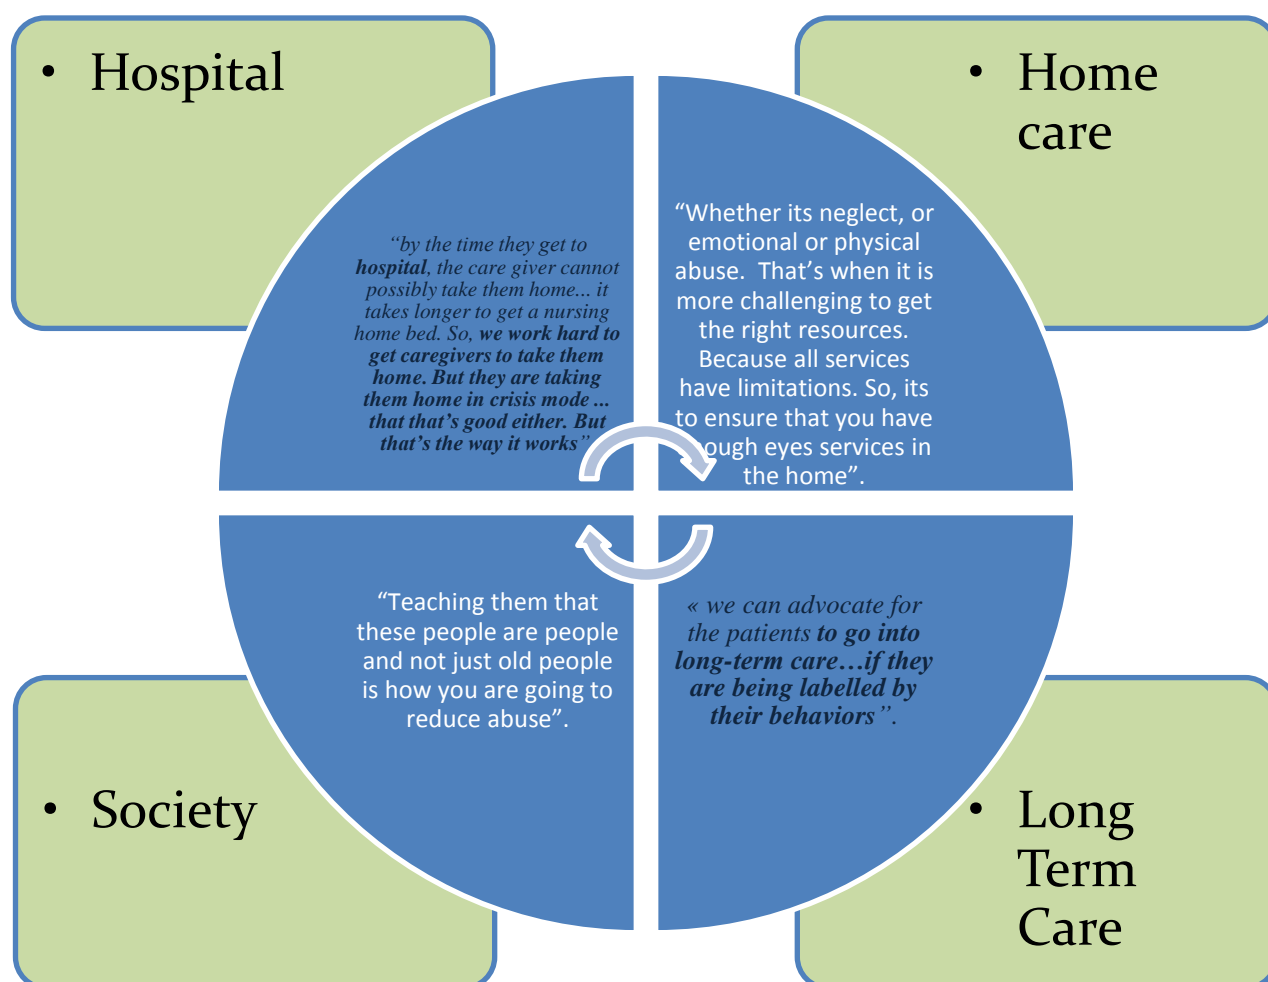 • Hospital
“by the time they get to
hospital, the care giver cannot
possibly take them home... it
takes longer to get a nursing
home bed. So, we work hard to
get caregivers to take them
home. But they are taking
them home in crisis mode ...
that that’s good either. But
that’s the way it works”
• Home
care
“Whether its neglect, or
emotional or physical
abuse. That’s when it is
more challenging to get
the right resources.
Because all services
have limitations. So, its
to ensure that you have
ough eyes services in
the home”.
“Teaching them that
these people are people
and not just old people
is how you are going to
reduce abuse”.
• Society
« we can advocate for
the patients to go into
long-term care…if they
are being labelled by
their behaviors”.
• Long
Term
Care